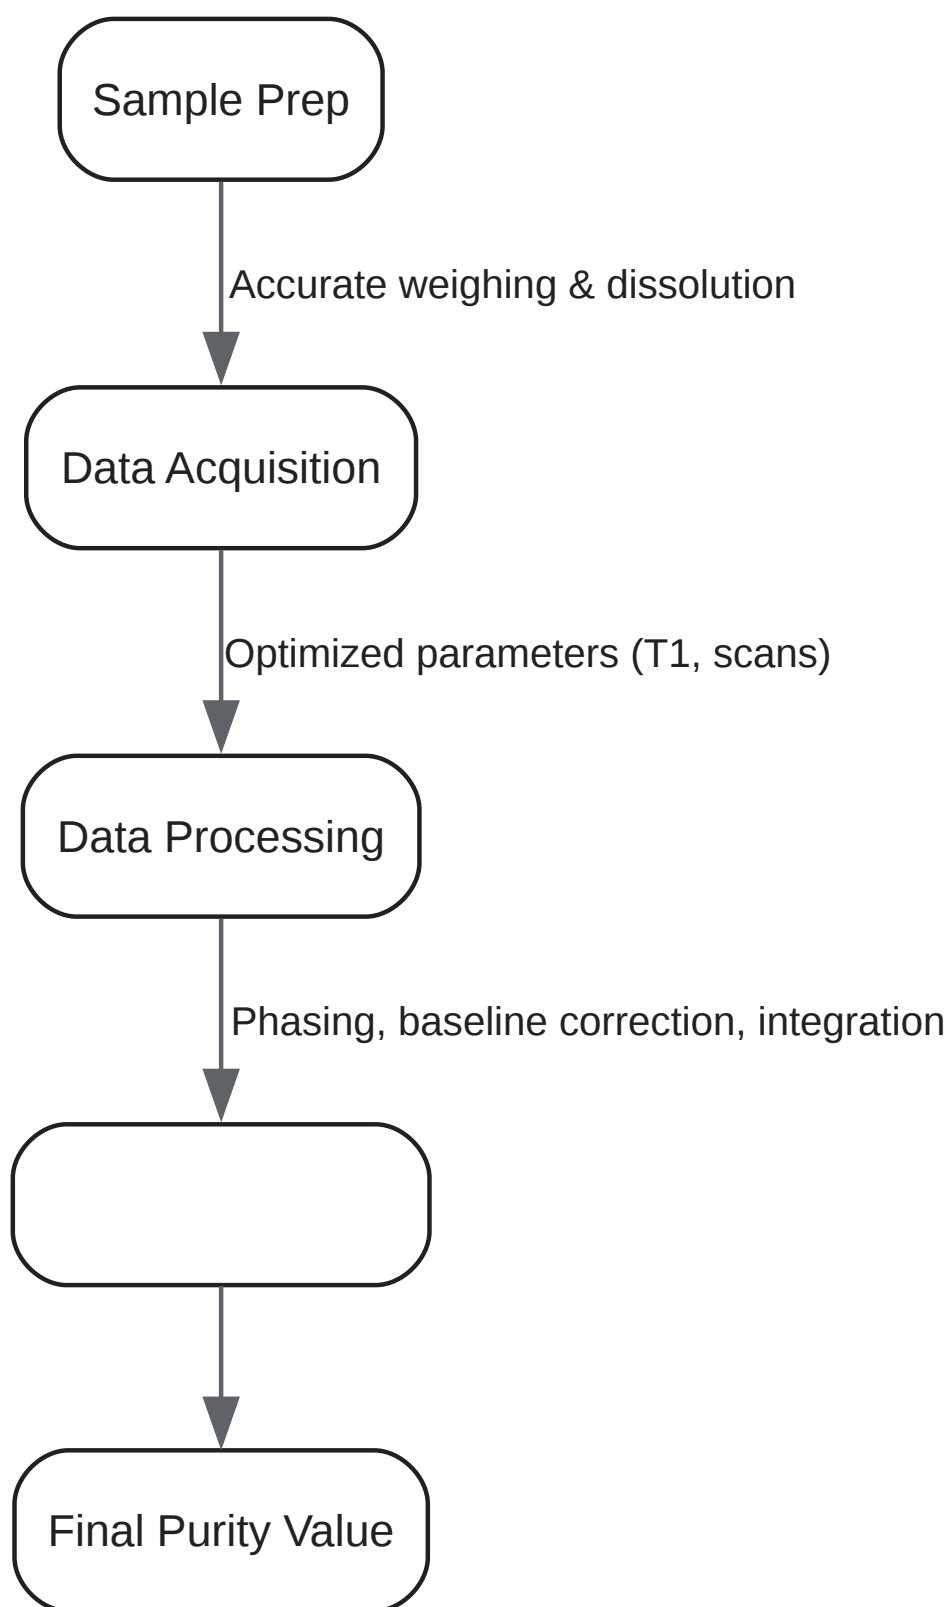 Sample Prep
Accurate weighing & dissolution
Data Acquisition
Optimized parameters (T1, scans)
Data Processing
Phasing, baseline correction, integration
Final Purity Value